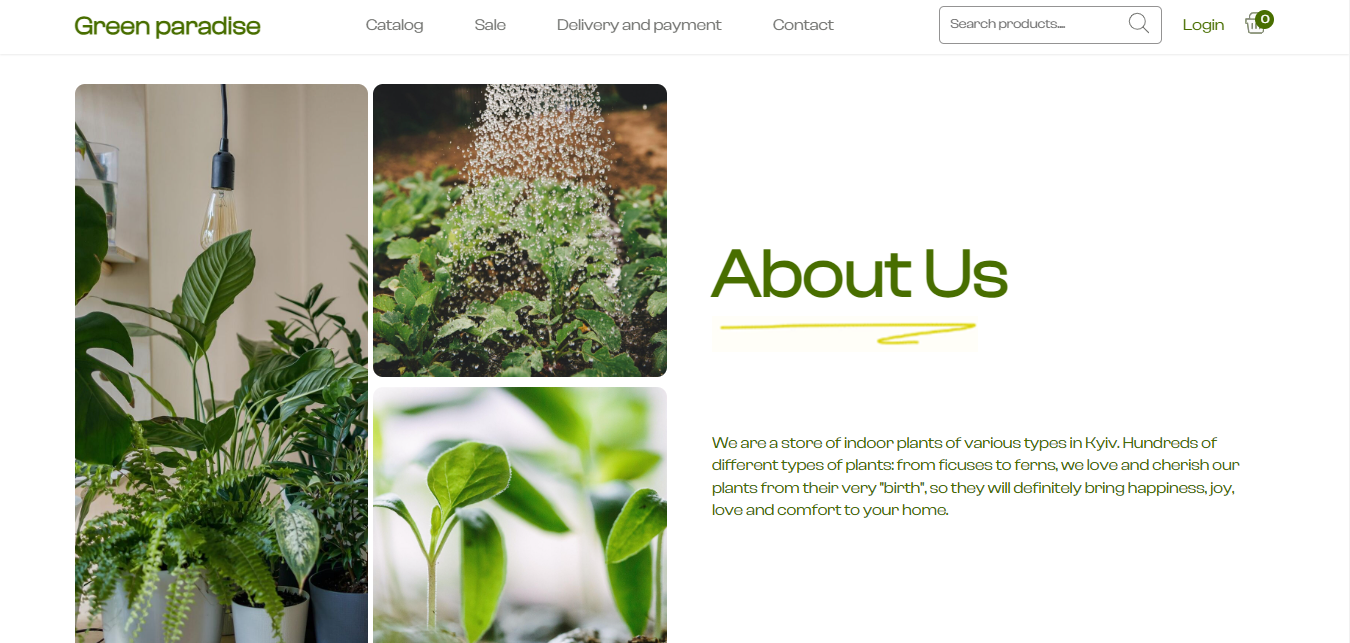 Green paradise
Catalog
Sale
Delivery and payment
Contact
Search products....
Login
0
About Us
We are a store of indoor plants of various types in Kyiv. Hundreds of
different types of plants: from ficuses to ferns, we love and cherish our
plants from their very "birth", so they will definitely bring happiness, joy,
love and comfort to your home.